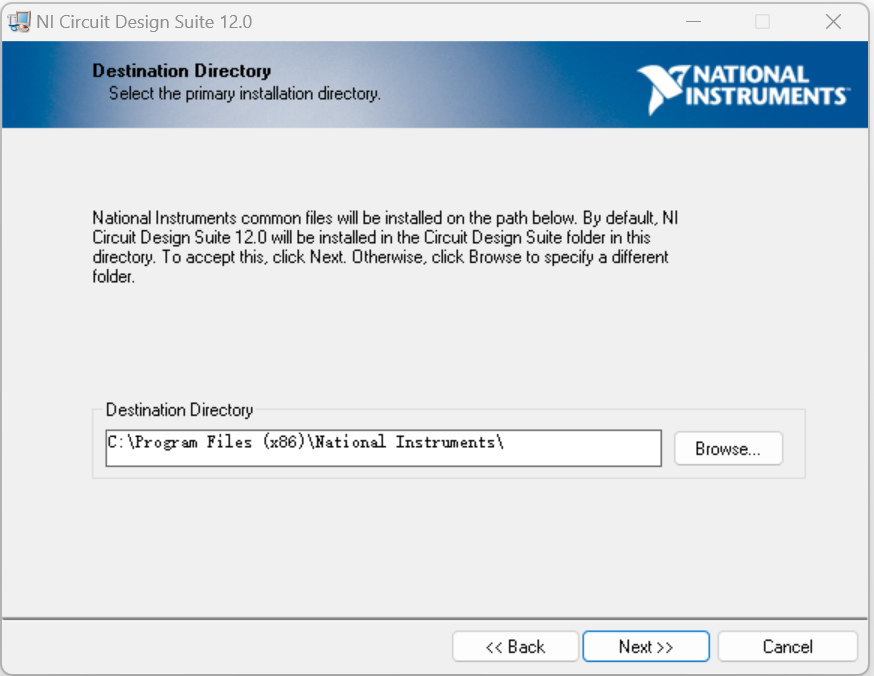 NI Circuit Design Suite 12.0
Destination Directory
Select the primary installation directory.
NATIONAL
INSTRUMENTS™
National Instruments common files will be installed on the path below. By default, NI
Circuit Design Suite 12.0 will be installed in the Circuit Design Suite folder in this
directory. To accept this, click Next. Otherwise, click Browse to specify a different
folder.
Destination Directory
C:\Program Files (x86)\National Instruments\
Browse...
<< Back
Next >>
Cancel